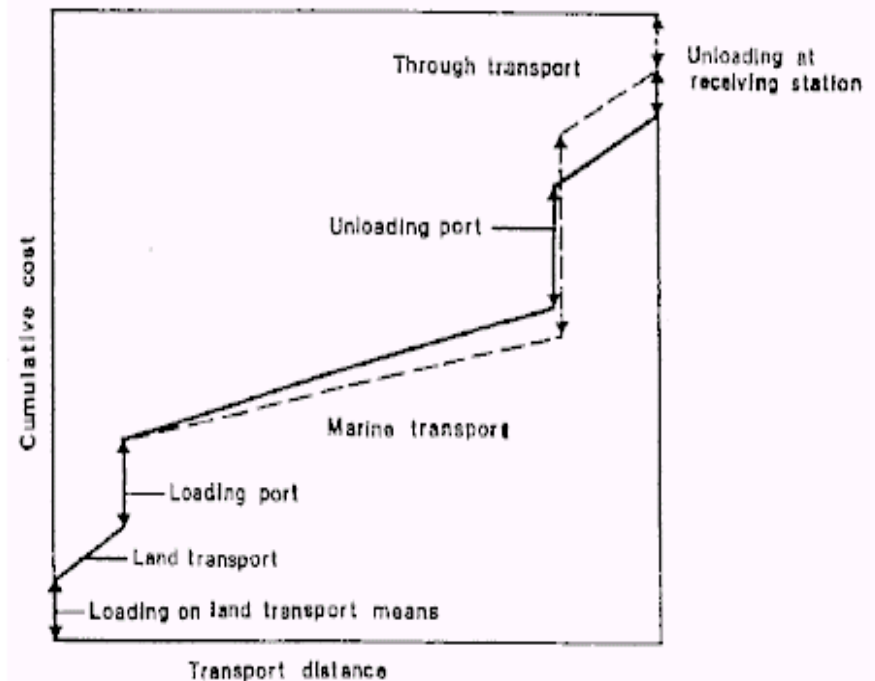 Through transport
Unloading at
receiving station
Unloading port
Cumulative cost
Marine transport
Loading port
Land transport
Loading on land transport means
Transport distance